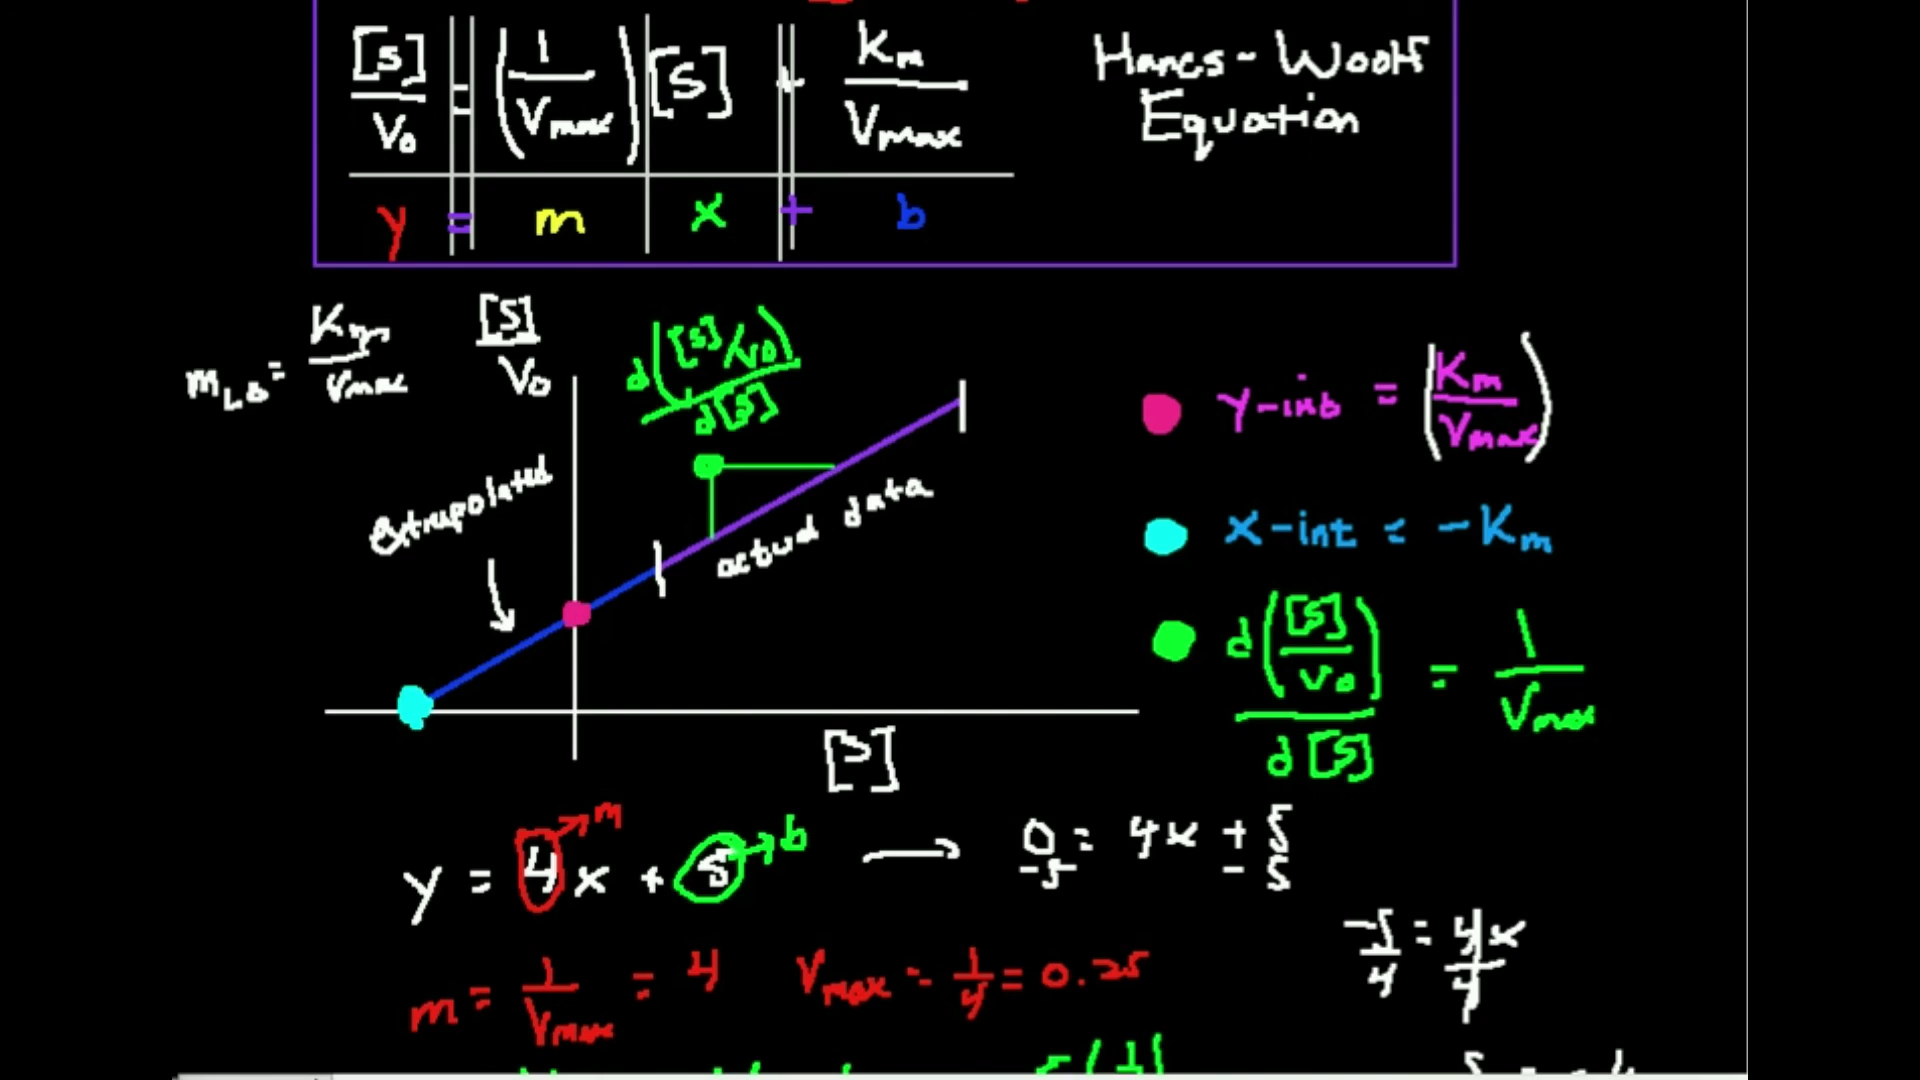 [S]/V₀ = (1/Vmax)[S] + Km/Vmax
Hanes-Woolf
Equation
y = m x + b
mLB = Km/Vmax
[S]/V₀
d([S]/V₀)/d[S]
Extrapolated
actual data
[S]
y-int = (Km/Vmax)
x-int = -Km
d([S]/V₀)/d[S] = 1/Vmax
y = 4x + 5
m
b
→ 0 = 4x + 5
-5 - 5
-5/4 = 4x/4
m = 1/Vmax = 4 Vmax = 1/4 = 0.25